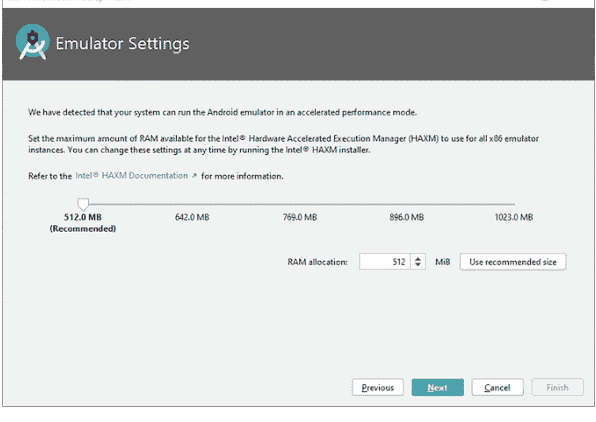 Emulator Settings
We have detected that your system can run the Android emulator in an accelerated performance mode.
Set the maximum amount of RAM available for the Intel® Hardware Accelerated Execution Manager (HAXM) to use for all x86 emulator
instances. You can change these settings at any time by running the Intel® HAXM installer.
Refer to the Intel® HAXM Documentation ↗ for more information.
512.0 MB 642.0 MB 769.0 MB 896.0 MB 1023.0 MB
(Recommended)
RAM allocation: 512 MiB Use recommended size
Previous Next Cancel Finish